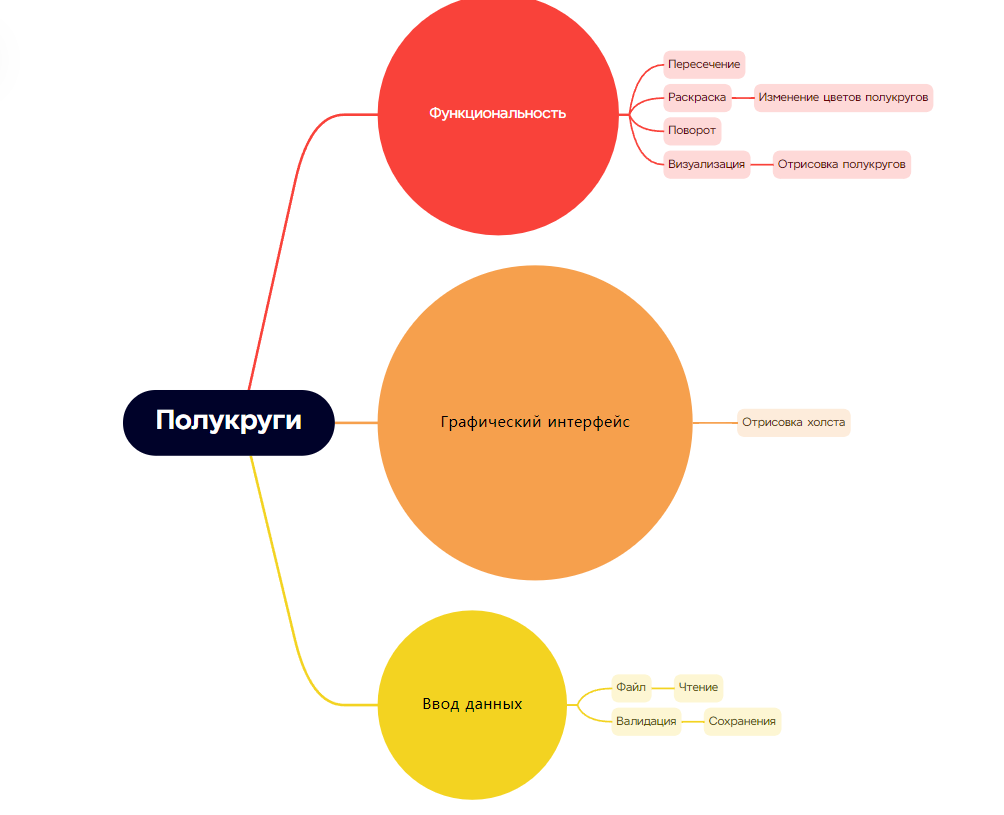 Функциональность
Пересечение
Раскраска
Изменение цветов полукругов
Поворот
Визуализация
Отрисовка полукругов
Полукруги
Графический интерфейс
Отрисовка холста
Ввод данных
Файл
Чтение
Валидация
Сохранения